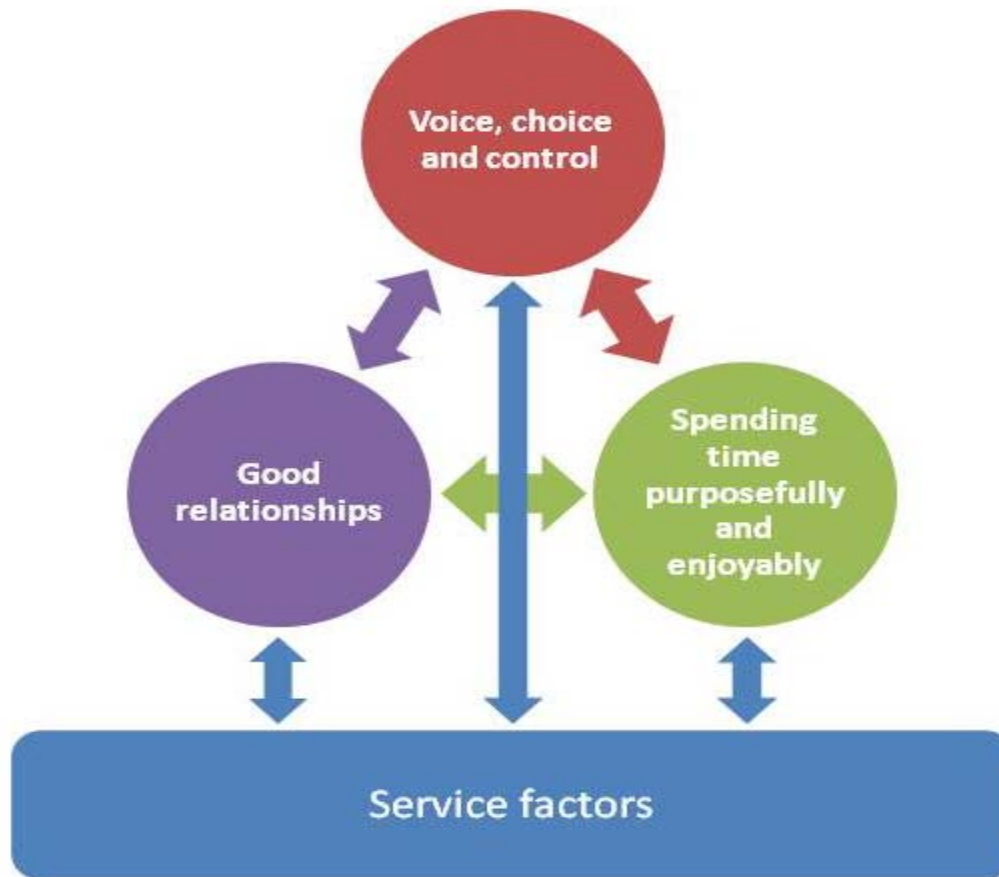 Voice, choice
and control
Good
relationships
Spending
time
purposefully
and
enjoyably
Service factors